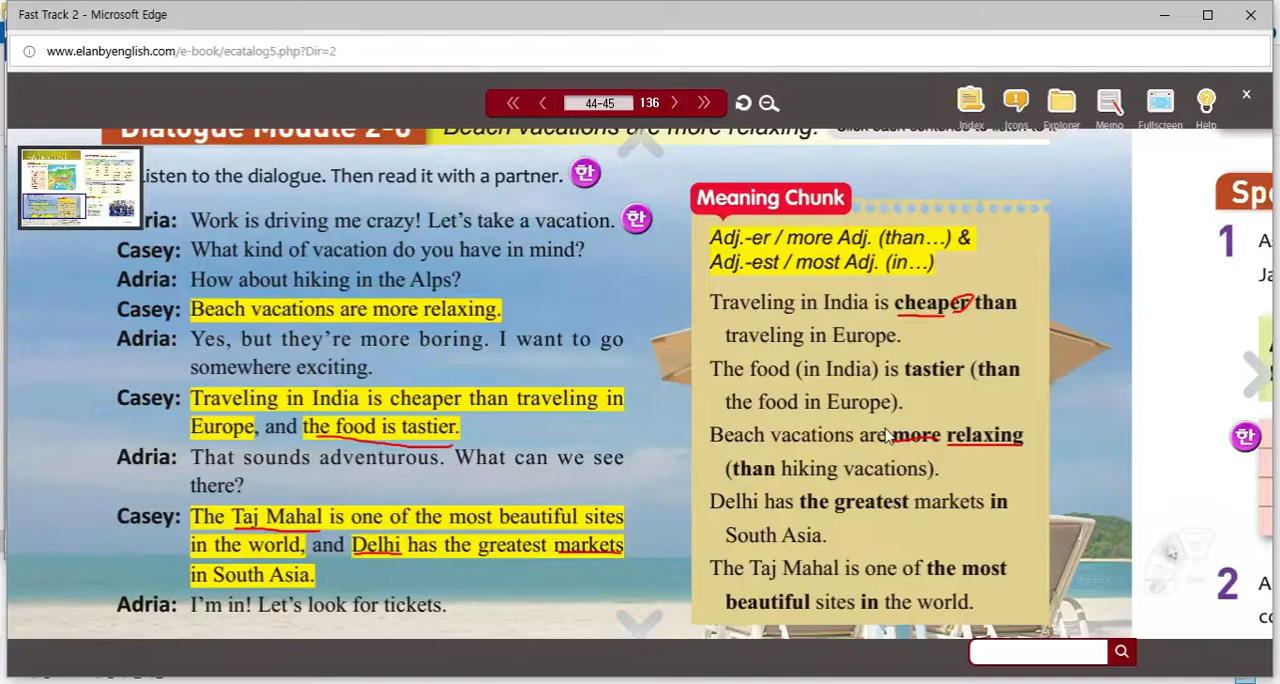 Fast Track 2 - Microsoft Edge
www.elanbyenglish.com/e-book/ecatalog5.php?Dir=2
44-45 136
Index Icons Explorer Memo Fullscreen Help
Dialogue Module 2-6 Beach vacations are more relaxing. Click each sentence to listen to
Listen to the dialogue. Then read it with a partner. 한
Adria: Work is driving me crazy! Let's take a vacation. 한
Casey: What kind of vacation do you have in mind?
Adria: How about hiking in the Alps?
Casey: Beach vacations are more relaxing.
Adria: Yes, but they're more boring. I want to go
somewhere exciting.
Casey: Traveling in India is cheaper than traveling in
Europe, and the food is tastier.
Adria: That sounds adventurous. What can we see
there?
Casey: The Taj Mahal is one of the most beautiful sites
in the world, and Delhi has the greatest markets
in South Asia.
Adria: I'm in! Let's look for tickets.
Meaning Chunk
Adj.-er / more Adj. (than…) &
Adj.-est / most Adj. (in…)
Traveling in India is cheaper than
traveling in Europe.
The food (in India) is tastier (than
the food in Europe).
Beach vacations are more relaxing
(than hiking vacations).
Delhi has the greatest markets in
South Asia.
The Taj Mahal is one of the most
beautiful sites in the world.
Sp
1
Ja
한
2